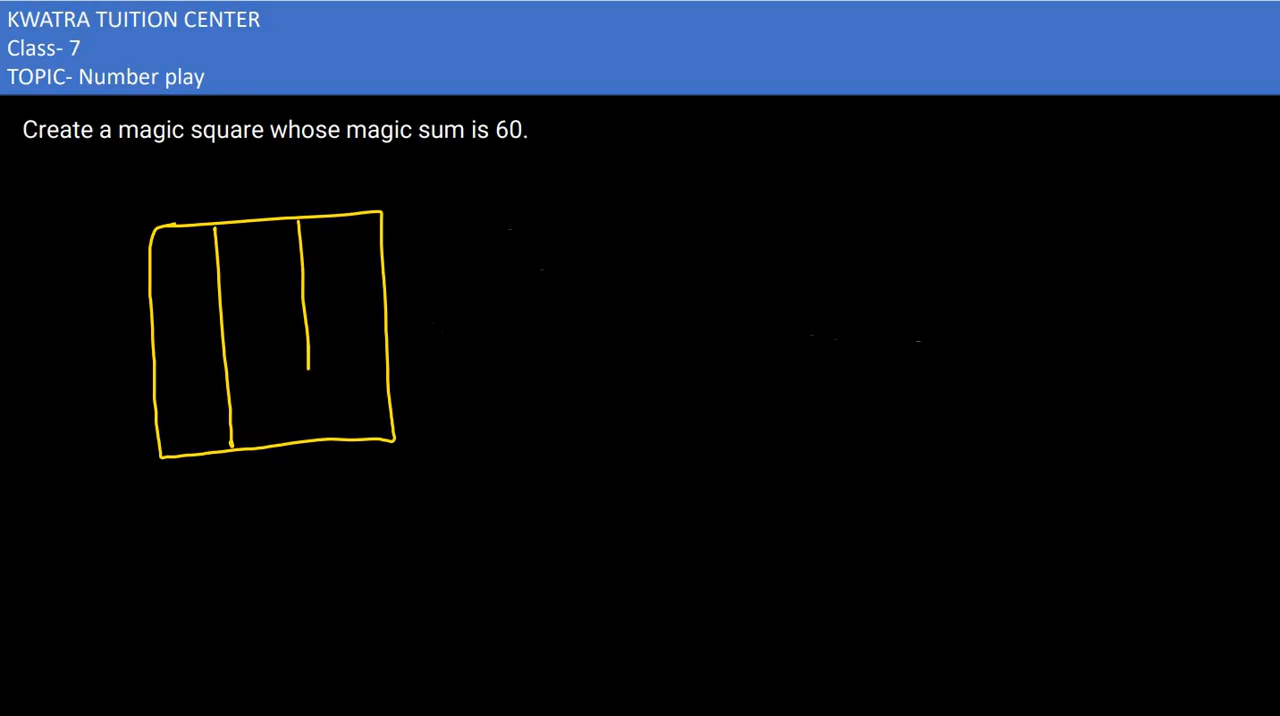 KWATRA TUITION CENTER
Class- 7
TOPIC- Number play
Create a magic square whose magic sum is 60.